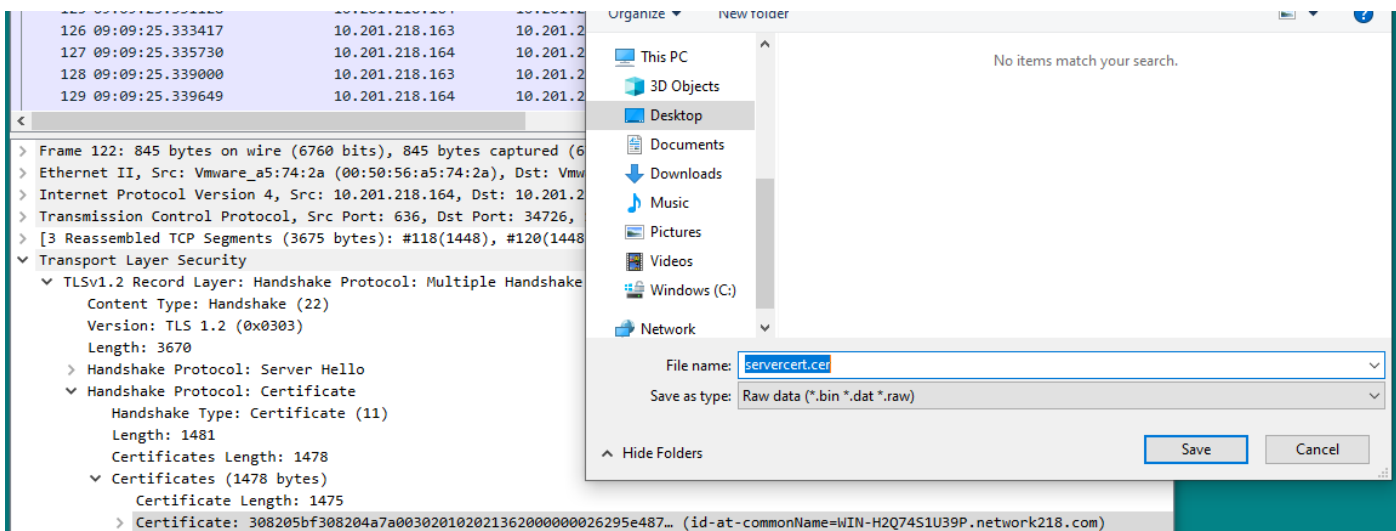 126 09:09:25.333417 10.201.218.163 10.201.2
127 09:09:25.335730 10.201.218.164 10.201.2
128 09:09:25.339000 10.201.218.163 10.201.2
129 09:09:25.339649 10.201.218.164 10.201.2
Frame 122: 845 bytes on wire (6760 bits), 845 bytes captured (6
Ethernet II, Src: Vmware_a5:74:2a (00:50:56:a5:74:2a), Dst: Vmw
Internet Protocol Version 4, Src: 10.201.218.164, Dst: 10.201.2
Transmission Control Protocol, Src Port: 636, Dst Port: 34726,
[3 Reassembled TCP Segments (3675 bytes): #118(1448), #120(1448
Transport Layer Security
TLSv1.2 Record Layer: Handshake Protocol: Multiple Handshake
Content Type: Handshake (22)
Version: TLS 1.2 (0x0303)
Length: 3670
Handshake Protocol: Server Hello
Handshake Protocol: Certificate
Handshake Type: Certificate (11)
Length: 1481
Certificates Length: 1478
Certificates (1478 bytes)
Certificate Length: 1475
Certificate: 308205bf308204a7a003020102021362000000026295e487… (id-at-commonName=WIN-H2Q74S1U39P.network218.com)
Organize New folder
This PC
3D Objects
Desktop
Documents
Downloads
Music
Pictures
Videos
Windows (C:)
Network
No items match your search.
File name: servercert.cer
Save as type: Raw data (*.bin *.dat *.raw)
Hide Folders
Save
Cancel